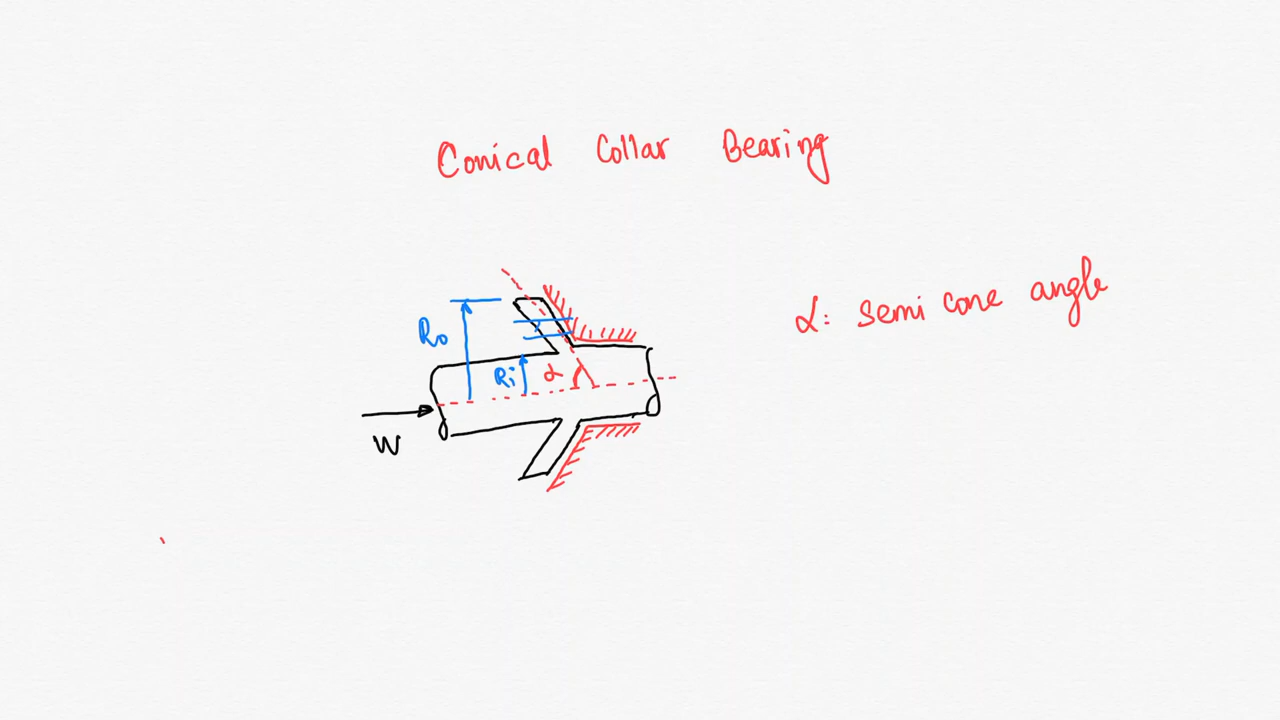 Conical Collar Bearing
α: semi cone angle
Ro
Ri
α
W